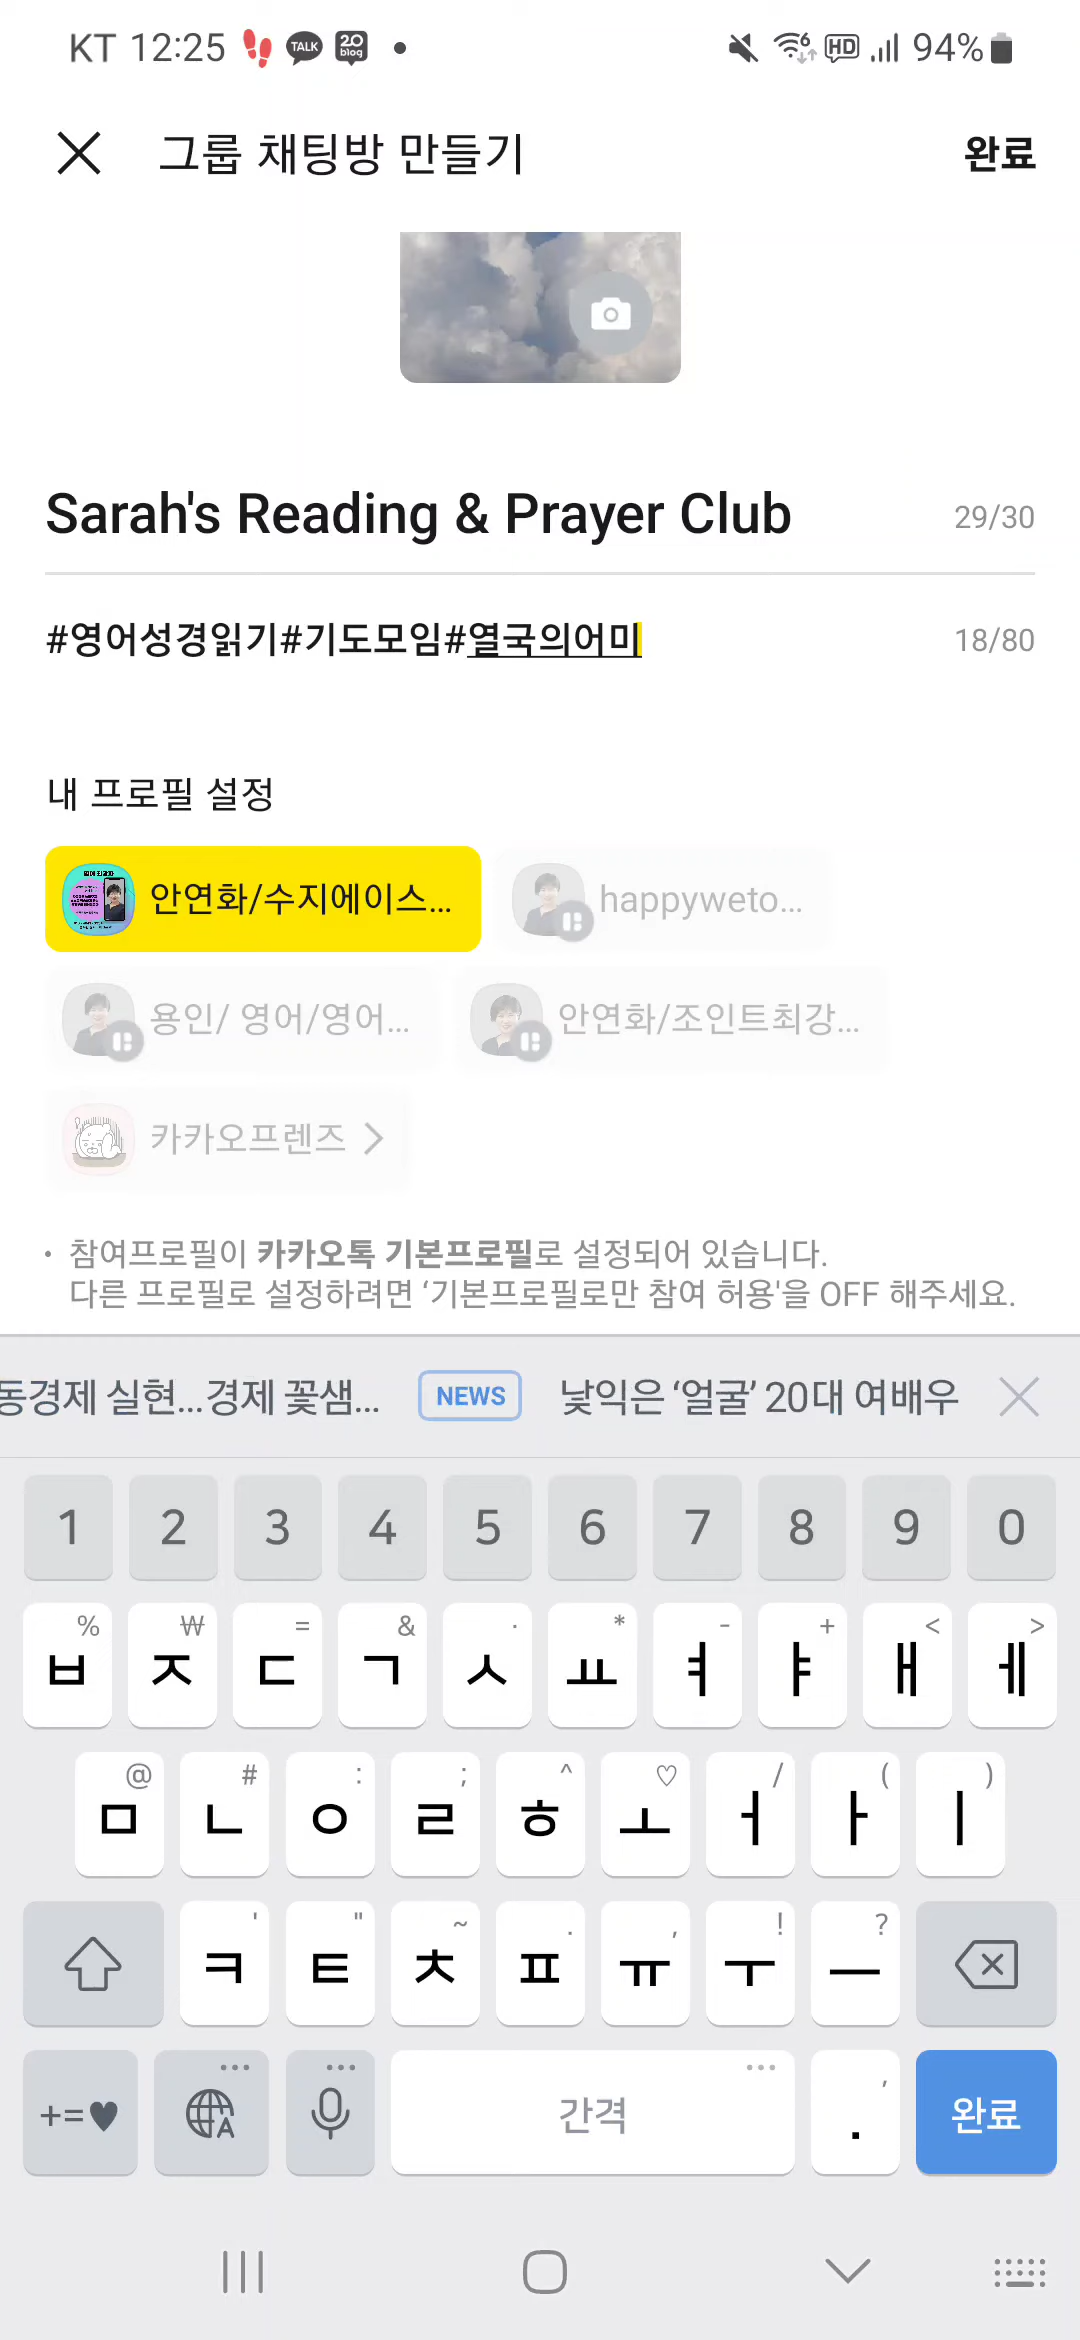 KT 12:25 TALK 2.0 blog • 6 HD 94%
그룹 채팅방 만들기 완료
Sarah's Reading & Prayer Club 29/30
#영어성경읽기#기도모임#열국의어미 18/80
내 프로필 설정
안연화/수지에이스... happyweto...
용인/ 영어/영어... 안연화/조인트최강...
카카오프렌즈 >
• 참여프로필이 카카오톡 기본프로필로 설정되어 있습니다.
다른 프로필로 설정하려면 ‘기본프로필로만 참여 허용'을 OFF 해주세요.
동경제 실현...경제 꽃샘... NEWS 낯익은 ‘얼굴’ 20대 여배우
1 2 3 4 5 6 7 8 9 0
% ₩ = & · * - + < >
ㅂ ㅈ ㄷ ㄱ ㅅ ㅛ ㅕ ㅑ ㅐ ㅔ
@ # : ; ^ ♡ / ( )
ㅁ ㄴ ㅇ ㄹ ㅎ ㅗ ㅓ ㅏ ㅣ
' " ~ . , ! ?
ㅋ ㅌ ㅊ ㅍ ㅠ ㅜ ㅡ
+=♥ A 간격 , . 완료